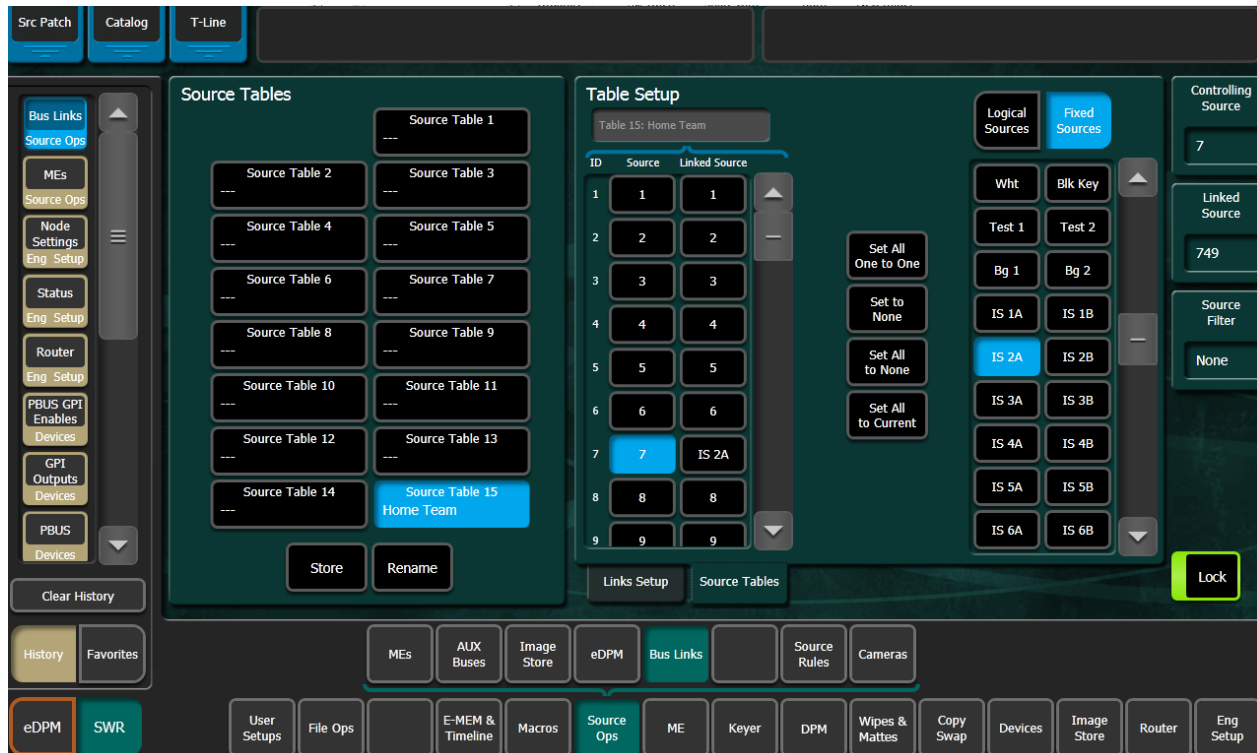 Src Patch
Catalog
T-Line
Bus Links
Source Ops
MEs
Source Ops
Node
Settings
Eng Setup
Status
Eng Setup
Router
Eng Setup
PBUS GPI
Enables
Devices
GPI
Outputs
Devices
PBUS
Devices
Clear History
History
Favorites
eDPM
SWR
Source Tables
Source Table 1
---
Source Table 2
---
Source Table 3
---
Source Table 4
---
Source Table 5
---
Source Table 6
---
Source Table 7
---
Source Table 8
---
Source Table 9
---
Source Table 10
---
Source Table 11
---
Source Table 12
---
Source Table 13
---
Source Table 14
---
Source Table 15
Home Team
Store
Rename
Table Setup
Table 15: Home Team
ID Source Linked Source
1 1 1
2 2 2
3 3 3
4 4 4
5 5 5
6 6 6
7 7 IS 2A
8 8 8
9 9 9
Links Setup
Source Tables
Set All
One to One
Set to
None
Set All
to None
Set All
to Current
Logical
Sources
Fixed
Sources
Wht
Blk Key
Test 1
Test 2
Bg 1
Bg 2
IS 1A
IS 1B
IS 2A
IS 2B
IS 3A
IS 3B
IS 4A
IS 4B
IS 5A
IS 5B
IS 6A
IS 6B
Controlling
Source
7
Linked
Source
749
Source
Filter
None
Lock
MEs
AUX
Buses
Image
Store
eDPM
Bus Links
Source
Rules
Cameras
User
Setups
File Ops
E-MEM &
Timeline
Macros
Source
Ops
ME
Keyer
DPM
Wipes &
Mattes
Copy
Swap
Devices
Image
Store
Router
Eng
Setup